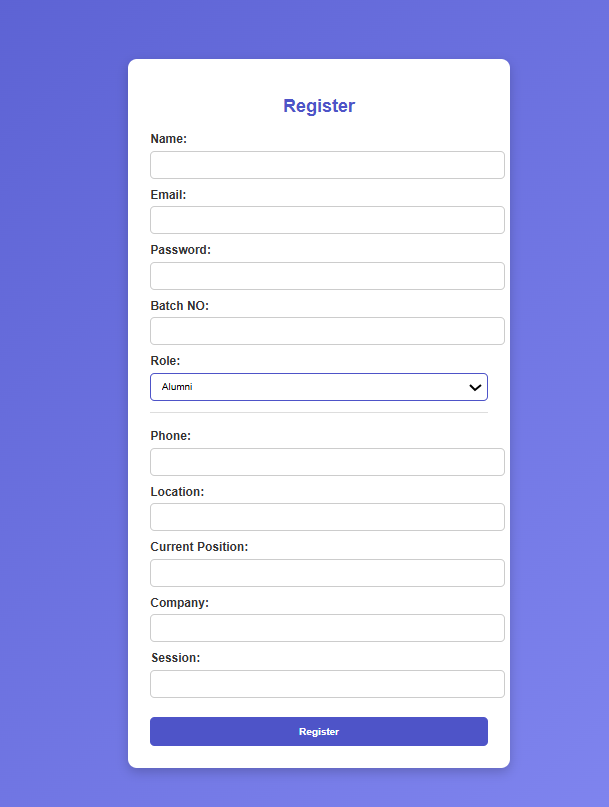 Register
Name:
Email:
Password:
Batch NO:
Role:
Alumni
Phone:
Location:
Current Position:
Company:
Session:
Register